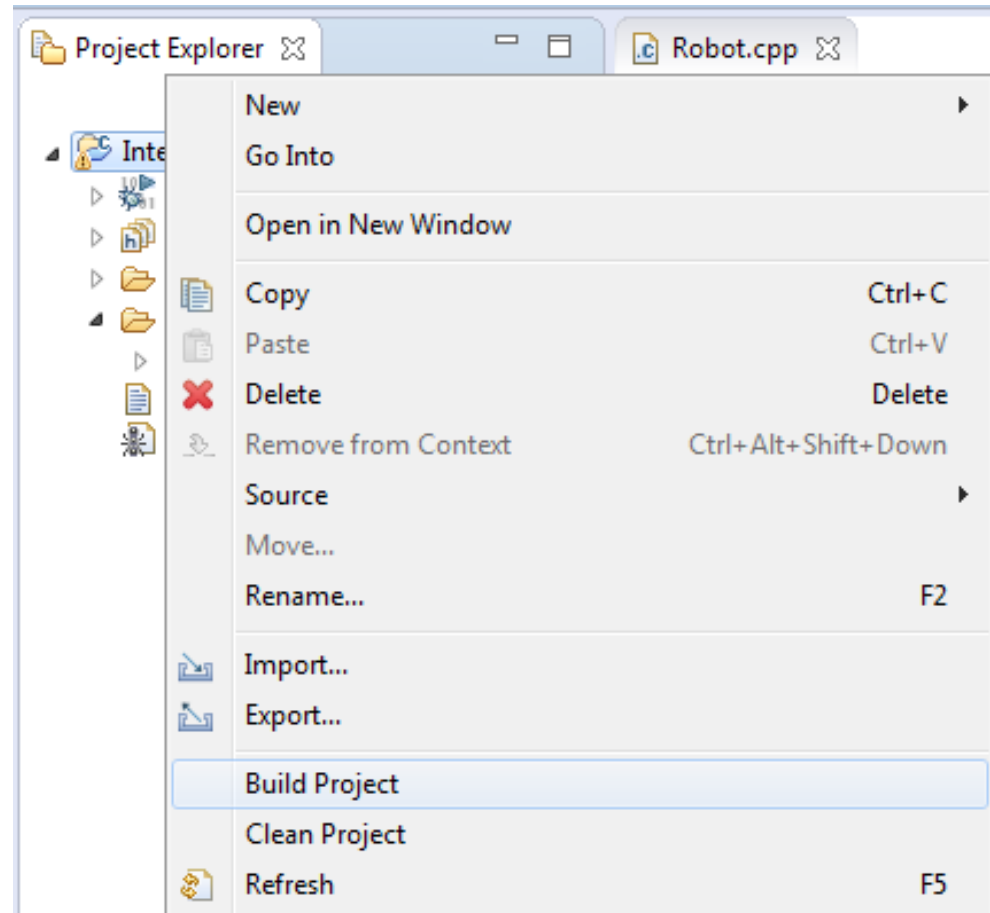 Project Explorer Robot.cpp
New
Inte Go Into
Open in New Window
Copy Ctrl+C
Paste Ctrl+V
Delete Delete
Remove from Context Ctrl+Alt+Shift+Down
Source
Move...
Rename... F2
Import...
Export...
Build Project
Clean Project
Refresh F5